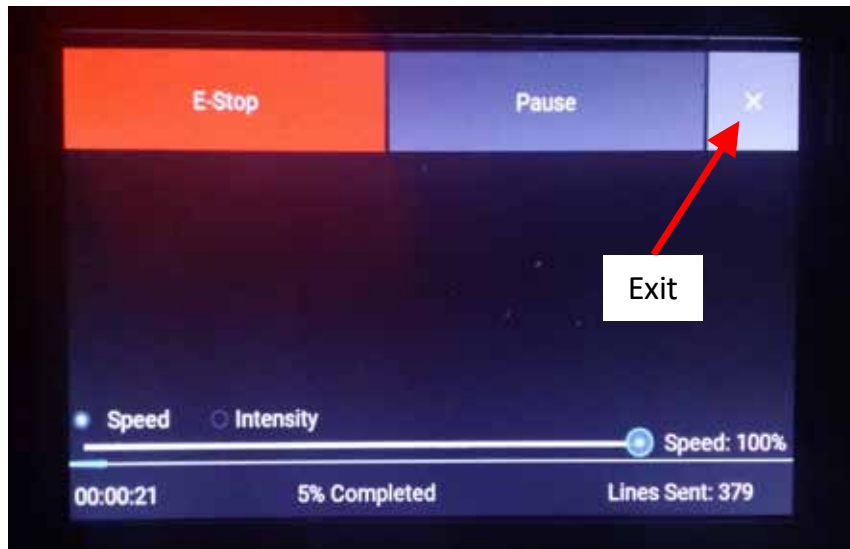 E-Stop Pause ×
Exit
Speed Intensity
Speed: 100%
00:00:21 5% Completed Lines Sent: 379